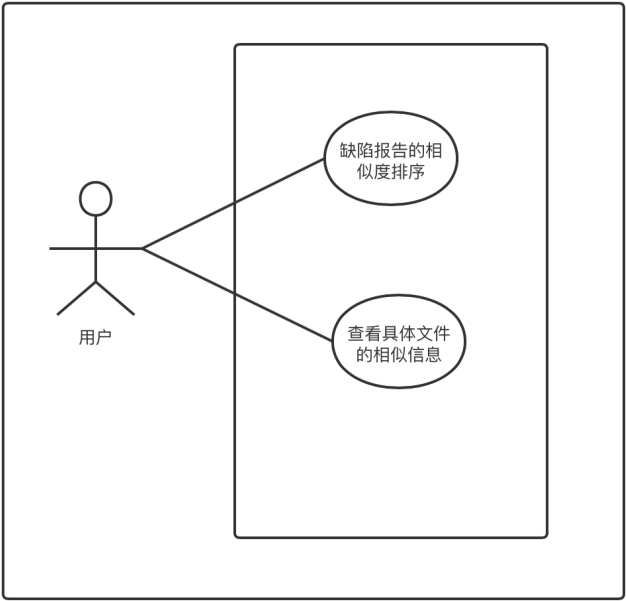 缺陷报告的相
似度排序
用户
查看具体文件
的相似信息